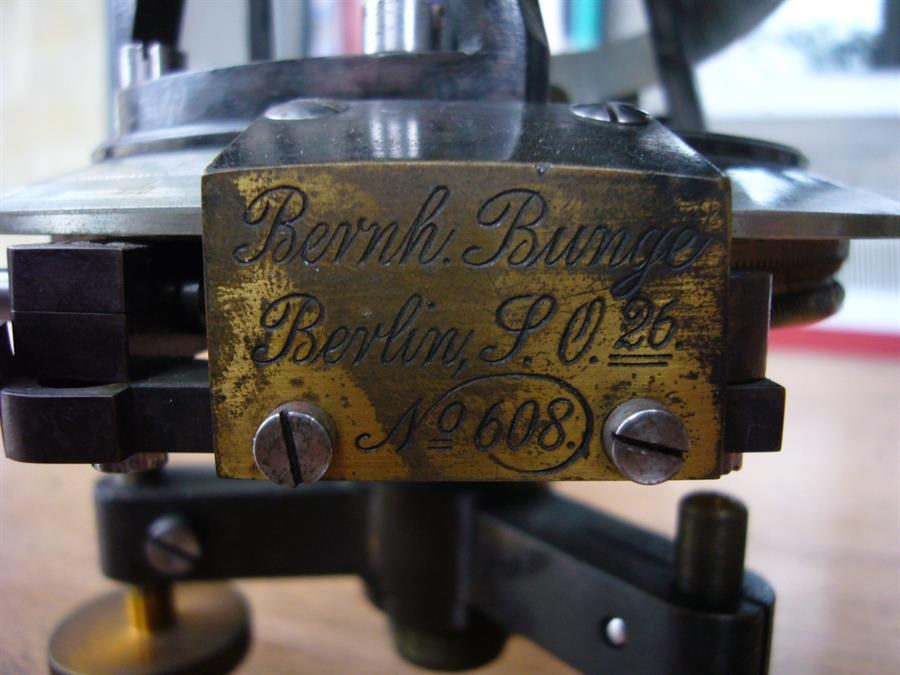 Bernh. Bunge
Berlin, S. O. 26.
No 608.